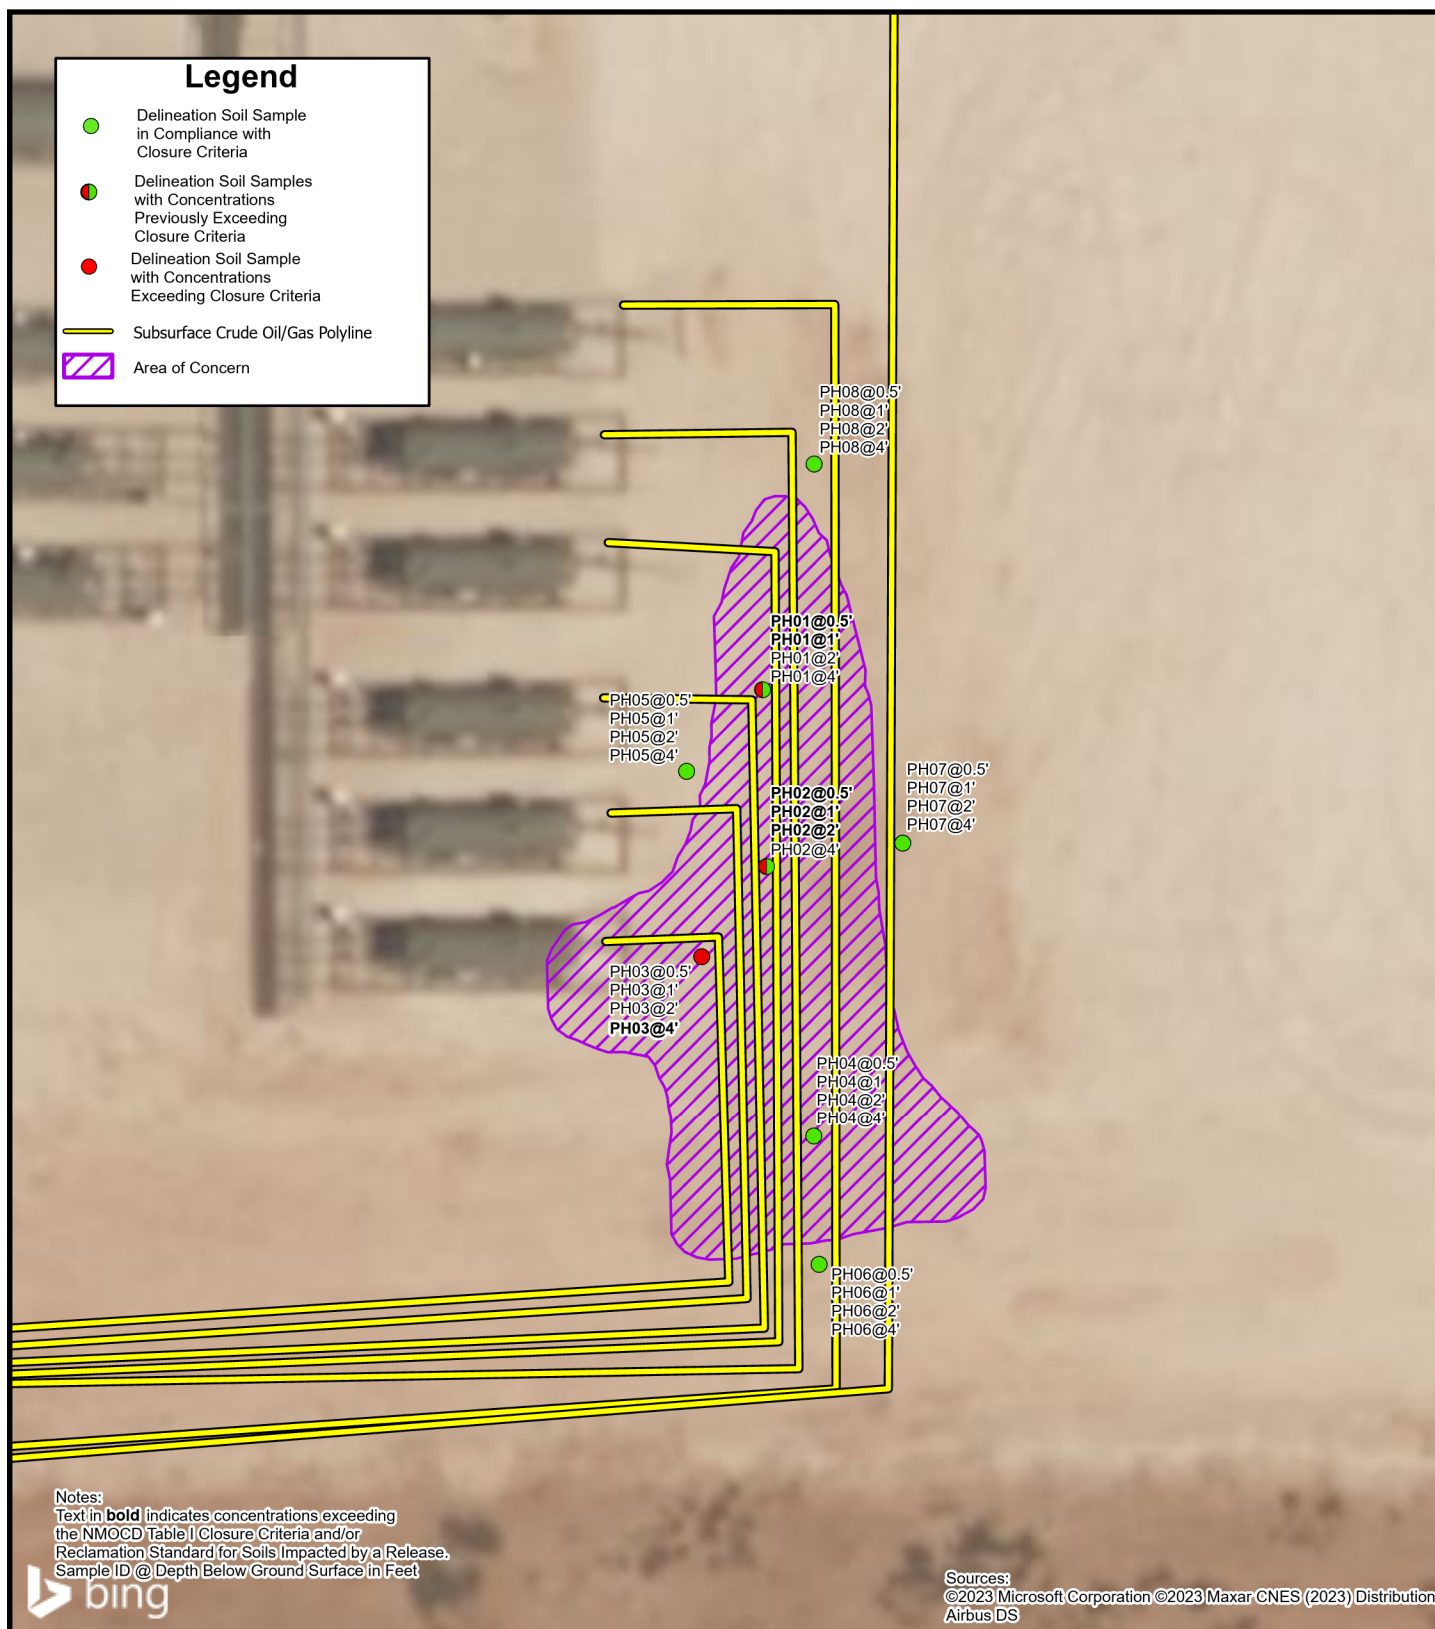 Legend
Delineation Soil Sample
in Compliance with
Closure Criteria
Delineation Soil Samples
with Concentrations
Previously Exceeding
Closure Criteria
Delineation Soil Sample
with Concentrations
Exceeding Closure Criteria
Subsurface Crude Oil/Gas Polyline
Area of Concern
PH08@0.5'
PH08@1'
PH08@2'
PH08@4'
PH01@0.5'
PH01@1'
PH01@2'
PH01@4'
PH05@0.5'
PH05@1'
PH05@2'
PH05@4'
PH07@0.5'
PH07@1'
PH07@2'
PH07@4'
PH02@0.5'
PH02@1'
PH02@2'
PH02@4'
PH03@0.5'
PH03@1'
PH03@2'
PH03@4'
PH04@0.5'
PH04@1'
PH04@2'
PH04@4'
PH06@0.5'
PH06@1'
PH06@2'
PH06@4'
Notes:
Text in bold indicates concentrations exceeding
the NMOCD Table I Closure Criteria and/or
Reclamation Standard for Soils Impacted by a Release.
Sample ID @ Depth Below Ground Surface in Feet
bing
Sources:
©2023 Microsoft Corporation ©2023 Maxar CNES (2023) Distribution
Airbus DS